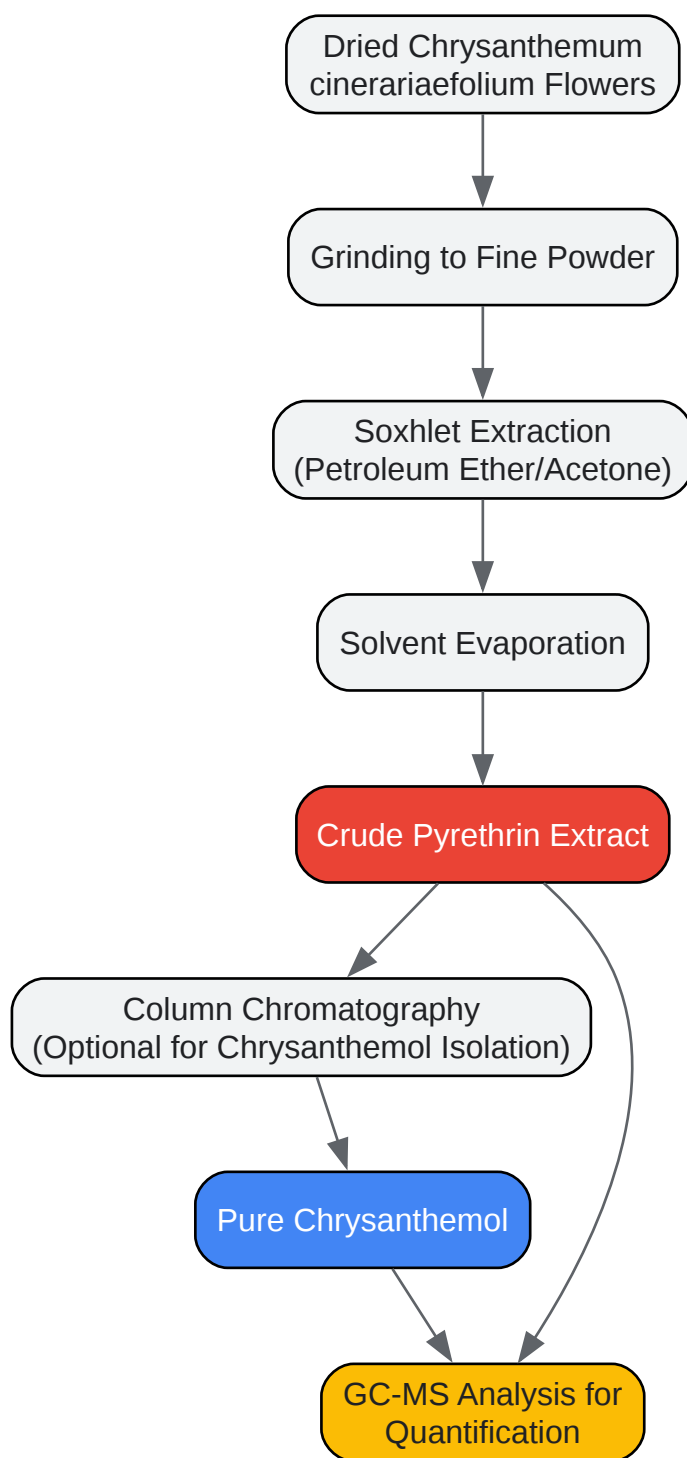 Dried Chrysanthemum
cinerariaefolium Flowers
Grinding to Fine Powder
Soxhlet Extraction
(Petroleum Ether/Acetone)
Solvent Evaporation
Crude Pyrethrin Extract
Column Chromatography
(Optional for Chrysanthemol Isolation)
Pure Chrysanthemol
GC-MS Analysis for
Quantification